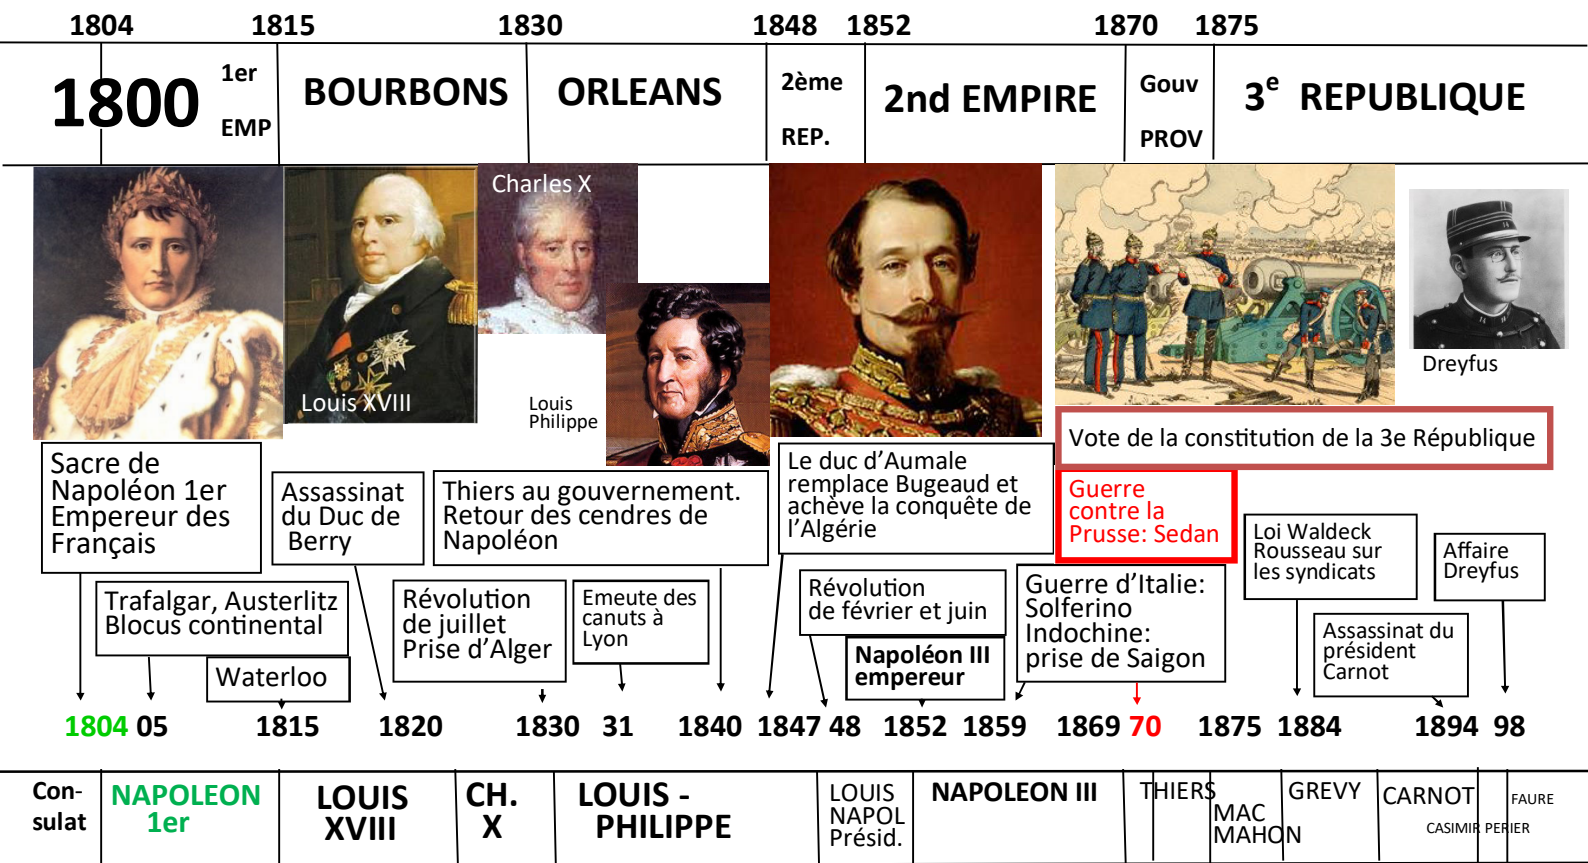 1804 1815 1830 1848 1852 1870 1875
1800
1er
EMP
BOURBONS
ORLEANS
2ème
REP.
2nd EMPIRE
Gouv
PROV
3e REPUBLIQUE
Charles X
Louis XVIII
Louis
Philippe
Dreyfus
Vote de la constitution de la 3e République
Sacre de
Napoléon 1er
Empereur des
Français
Assassinat
du Duc de
Berry
Thiers au gouvernement.
Retour des cendres de
Napoléon
Le duc d'Aumale
remplace Bugeaud et
achève la conquête de
l'Algérie
Guerre
contre la
Prusse: Sedan
Loi Waldeck
Rousseau sur
les syndicats
Affaire
Dreyfus
Trafalgar, Austerlitz
Blocus continental
Waterloo
Révolution
de juillet
Prise d'Alger
Emeute des
canuts à
Lyon
Révolution
de février et juin
Napoléon III
empereur
Guerre d'Italie:
Solferino
Indochine:
prise de Saigon
Assassinat du
président
Carnot
1804 05 1815 1820 1830 31 1840 1847 48 1852 1859 1869 70 1875 1884 1894 98
Con-
sulat
NAPOLEON
1er
LOUIS
XVIII
CH.
X
LOUIS -
PHILIPPE
LOUIS
NAPOL
Présid.
NAPOLEON III
THIERS
MAC
MAHON
GREVY
CARNOT
CASIMIR PERIER
FAURE